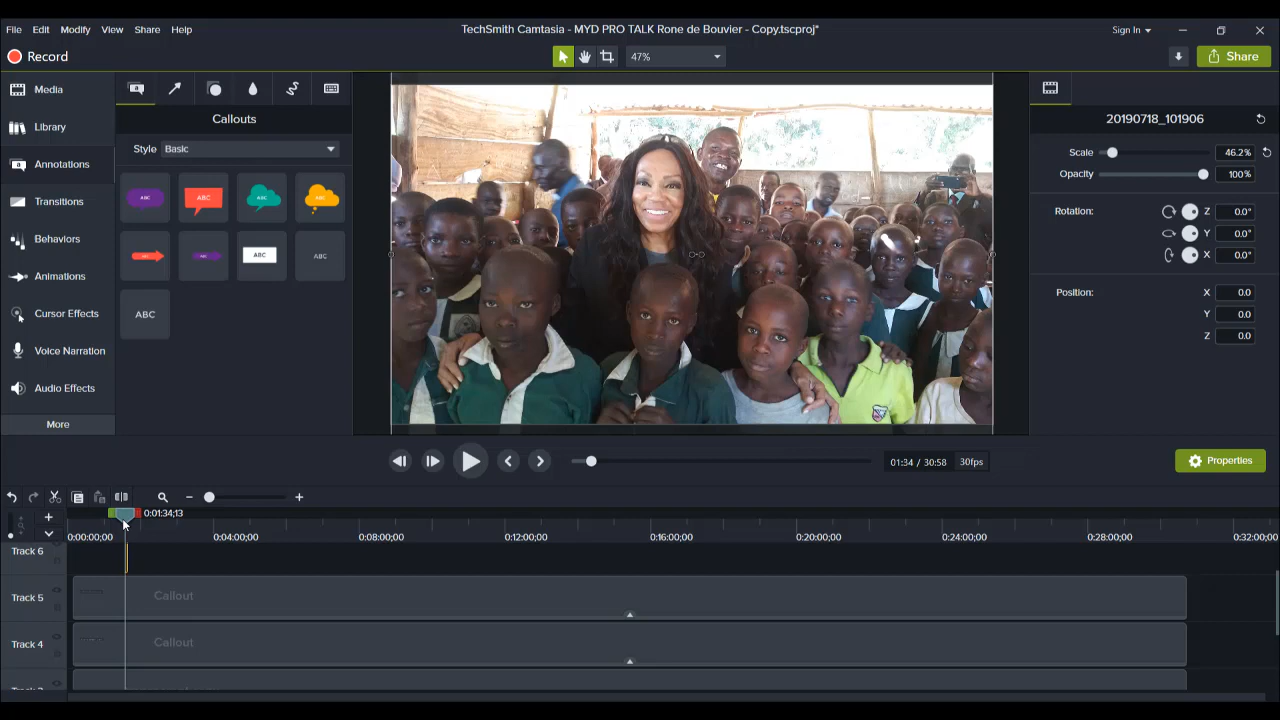 TechSmith Camtasia - MYD PRO TALK Rone de Bouvier - Copy.tscproj*
File Edit Modify View Share Help
Sign In
Record
47%
Share
Media
Library
Annotations
Transitions
Behaviors
Animations
Cursor Effects
Voice Narration
Audio Effects
More
Callouts
Style Basic
ABC ABC ABC ABC
ABC ABC ABC ABC
ABC
20190718_101906
Scale 46.2%
Opacity 100%
Rotation: Z 0.0°
Y 0.0°
X 0.0°
Position: X 0.0
Y 0.0
Z 0.0
01:34 / 30:58 30fps
Properties
0:01:34;13
0:00:00;00 0:04:00;00 0:08:00;00 0:12:00;00 0:16:00;00 0:20:00;00 0:24:00;00 0:28:00;00 0:32:00;00
Track 6
Track 5 Callout
Track 4 Callout